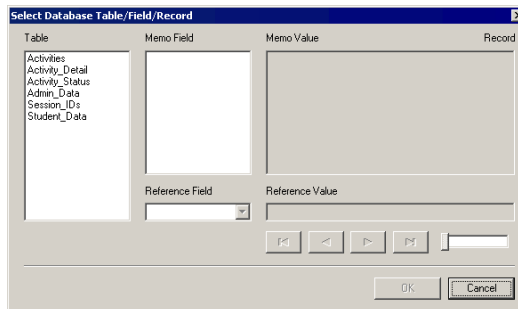 Select Database Table/Field/Record
Table
Memo Field
Memo Value
Record
Activities
Activity_Detail
Activity_Status
Admin_Data
Session_IDs
Student_Data
Reference Field
Reference Value
OK
Cancel